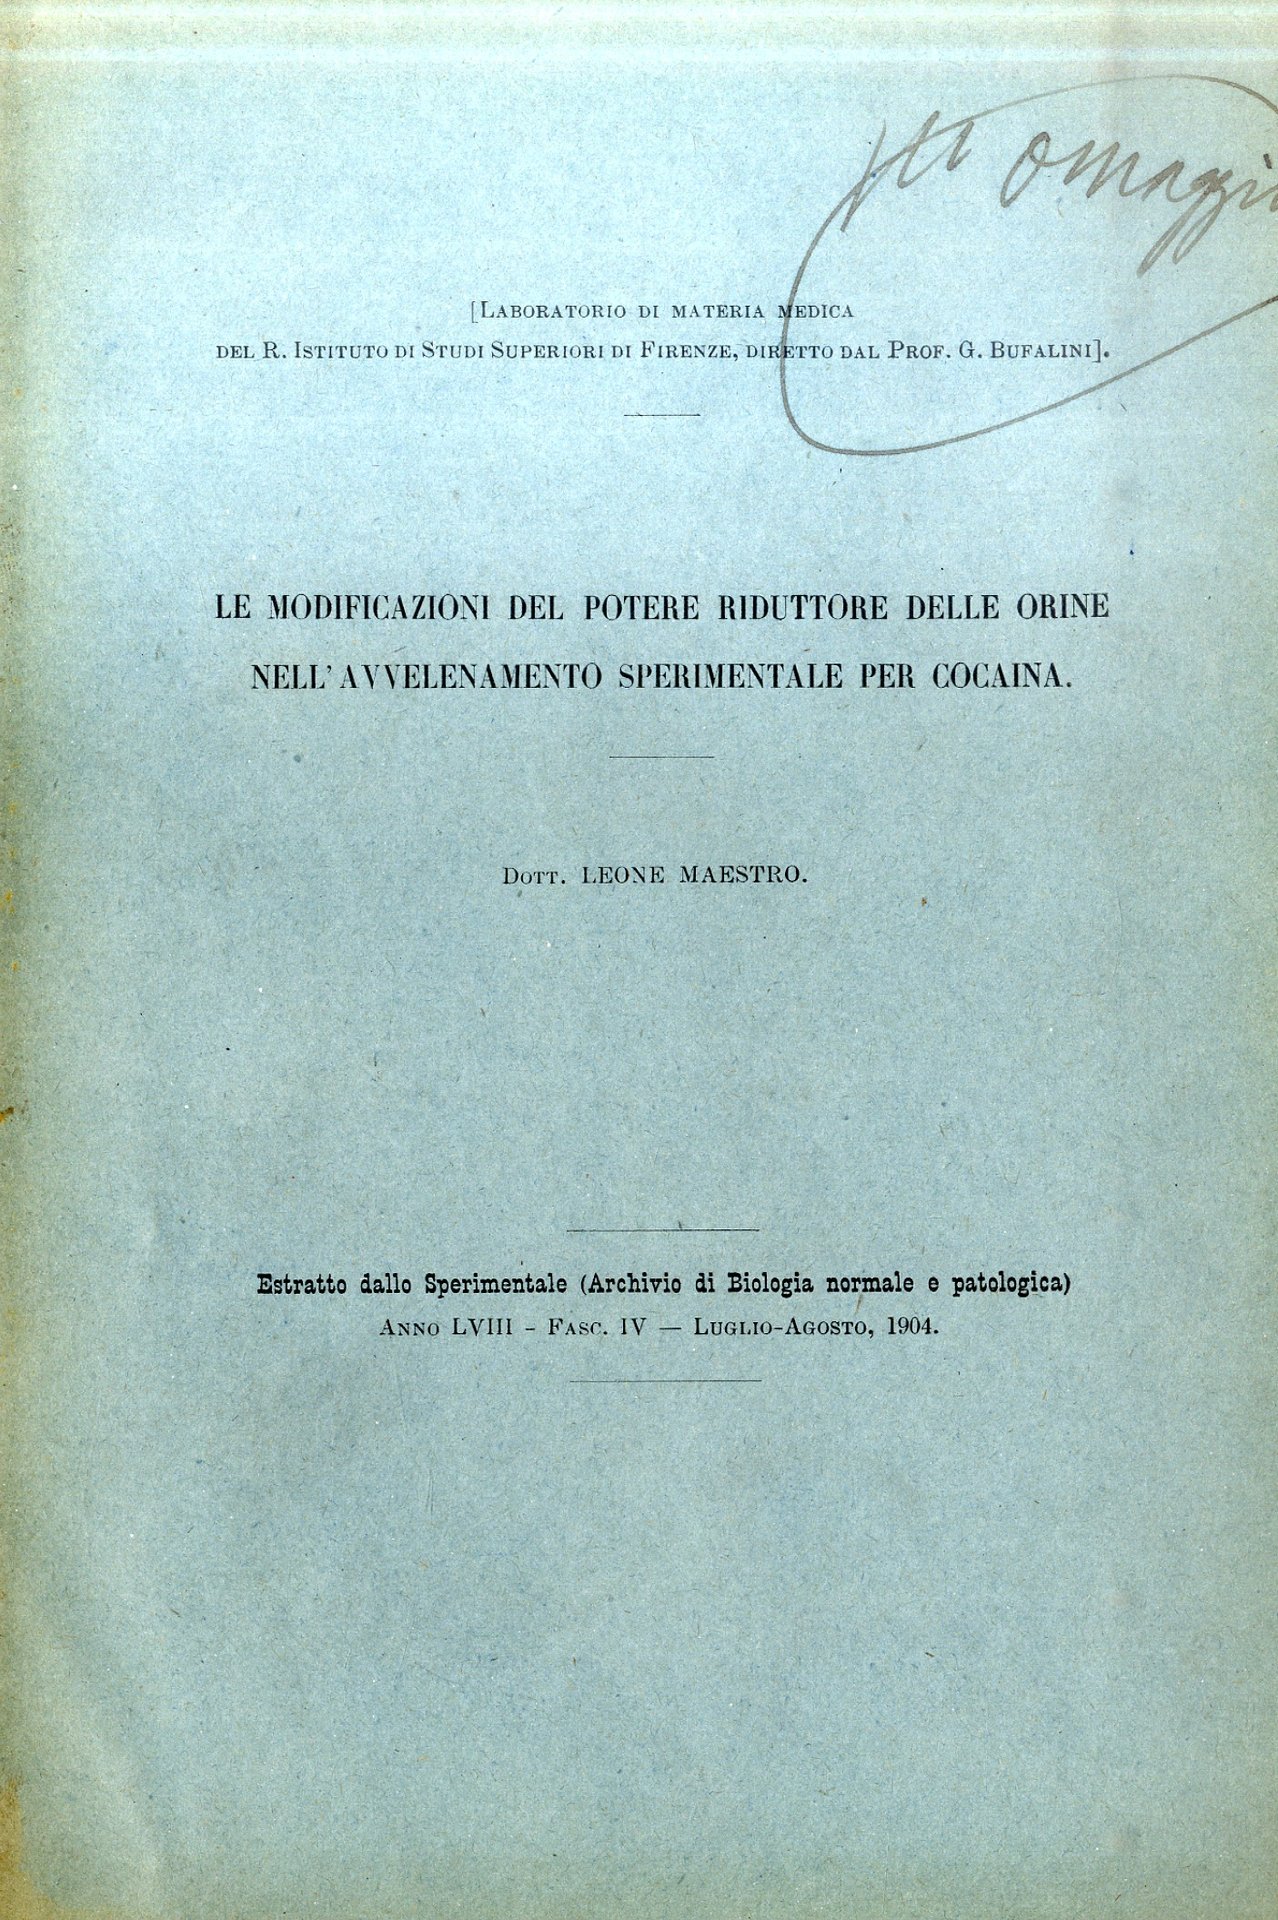 omaggio
[LABORATORIO DI MATERIA MEDICA
DEL R. ISTITUTO DI STUDI SUPERIORI DI FIRENZE, DIRETTO DAL PROF. G. BUFALINI].
LE MODIFICAZIONI DEL POTERE RIDUTTORE DELLE ORINE
NELL'AVVELENAMENTO SPERIMENTALE PER COCAINA.
DOTT. LEONE MAESTRO.
Estratto dallo Sperimentale (Archivio di Biologia normale e patologica)
ANNO LVIII - FASC. IV — LUGLIO-AGOSTO, 1904.